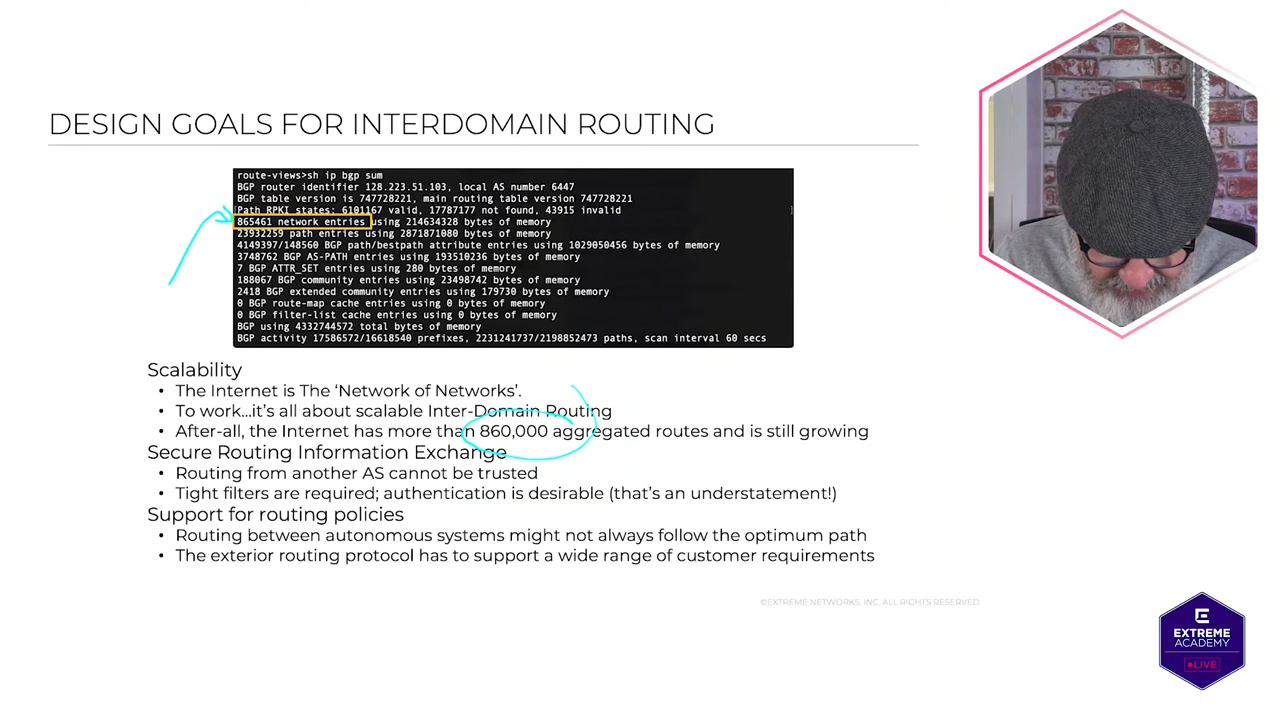 DESIGN GOALS FOR INTERDOMAIN ROUTING
route-views>sh ip bgp sum
BGP router identifier 128.223.51.103, local AS number 6447
BGP table version is 747728221, main routing table version 747728221
Path RPKI states: 6101167 valid, 17787177 not found, 43915 invalid
865461 network entries using 214634328 bytes of memory
23932259 path entries using 2871871080 bytes of memory
4149397/148560 BGP path/bestpath attribute entries using 1029050456 bytes of memory
3748762 BGP AS-PATH entries using 193510236 bytes of memory
7 BGP ATTR_SET entries using 280 bytes of memory
188067 BGP community entries using 23498742 bytes of memory
2418 BGP extended community entries using 179730 bytes of memory
0 BGP route-map cache entries using 0 bytes of memory
0 BGP filter-list cache entries using 0 bytes of memory
BGP using 4332744572 total bytes of memory
BGP activity 17586572/16618540 prefixes, 2231241737/2198852473 paths, scan interval 60 secs
Scalability
• The Internet is The ‘Network of Networks’.
• To work...it’s all about scalable Inter-Domain Routing
• After-all, the Internet has more than 860,000 aggregated routes and is still growing
Secure Routing Information Exchange
• Routing from another AS cannot be trusted
• Tight filters are required; authentication is desirable (that’s an understatement!)
Support for routing policies
• Routing between autonomous systems might not always follow the optimum path
• The exterior routing protocol has to support a wide range of customer requirements
©EXTREME NETWORKS, INC. ALL RIGHTS RESERVED.
EXTREME
ACADEMY
LIVE